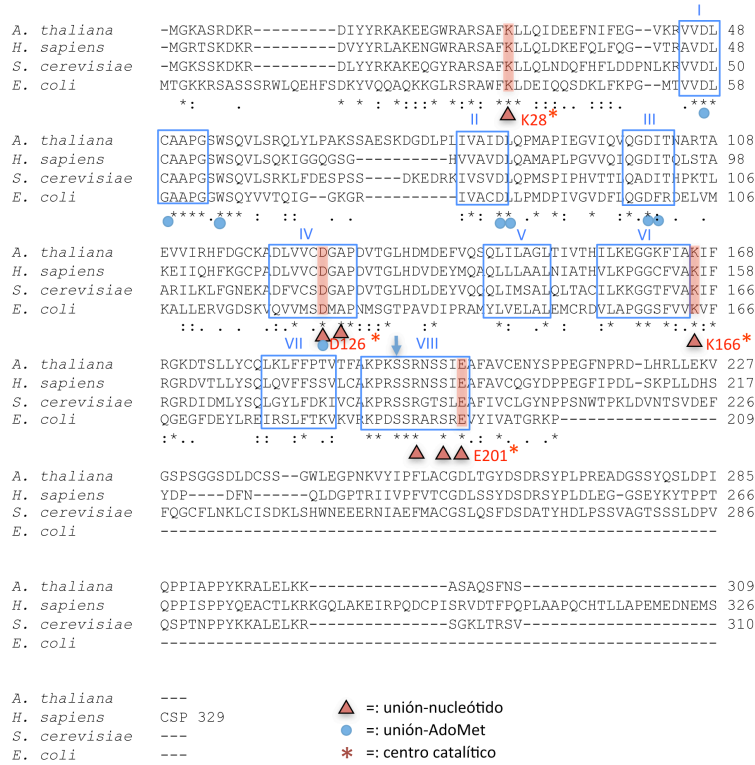 I
A. thaliana -MGKASRDKR----------DIYYRKAKEEGWRARSAFKLLQIDEEFNIFEG--VKRVVDL 48
H. sapiens -MGRTSKDKR----------DVYYRLAKENGWRARSAFKLLQLDKEFQLFQG--VTRAVDL 48
S. cerevisiae -MGKSSKDKR----------DLYYRKAKEQGYRARSAFKLLQLNDQFHFLDDPNLKRVVDL 50
E. coli MTGKKRSASSSRWLQEHFSDKYVQQAQKKGLRSRAWFKLDEIQQSDKLFKPG--MTVVDL 58
II K28* III
A. thaliana CAAPGSWSQVLSRQLYLPAKSSAESKDGDLPLIVAIDLQPMAPIEGVIQVQGDITNARTA 108
H. sapiens CAAPGSWSQVLSQKIGGQGSG----------HVVAVDLQAMAPLPGVVQIQGDITQLSTA 98
S. cerevisiae CAAPGSWSQVLSRKLFDESPSS----DKEDRKIVSVDLQPMSPIPHVTTLQADITHPKTL 106
E. coli GAAPGGWSQYVVTQIG---GKGR---------IIACDLLPMDPIVGVDFLQGDFRDELVM 106
IV V VI
A. thaliana EVVIRHFDGCKADLVVCDGAPDVTGLHDMDEFVQSQLILAGLTIVTHILKEGGKFIAKIF 168
H. sapiens KEIIQHFKGCPADLVVCDGAPDVTGLHDVDEYMQAQLLLAALNIATHVLKPGGCFVAKIF 158
S. cerevisiae ARILKLFGNEKADFVCSDGAPDVTGLHDLDEYVQQQLIMSALQLTACILKKGGTFVAKIF 166
E. coli KALLERVGDSKVQVVMSDMAPNMSGTPAVDIPRAMYLVELALEMCRDVLAPGGSFVVKVF 166
VII D126 * VIII K166*
A. thaliana RGKDTSLLYCQLKLFFPTVTFAKPKSSRNSSIEAFAVCENYSPPEGFNPRD-LHRLLEKV 227
H. sapiens RGRDVTLLYSQLQVFFSSVLCAKPRSSRNSSIEAFAVCQGYDPPEGFIPDL-SKPLLDHS 217
S. cerevisiae RGRDIDMLYSQLGYLFDKIVCAKPRSSRGTSLEAFIVCLGYNPPSNWTPKLDVNTSVDEF 226
E. coli QGEGFDEYLREIRSLFTKVKVRKPDSSRARSREVYIVATGRKP----------------- 209
E201*
A. thaliana GSPSGGSDLDCSS--GWLEGPNKVYIPFLACGDLTGYDSDRSYPLPREADGSSYQSLDPI 285
H. sapiens YDP----DFN-----QLDGPTRIIVPFVTCGDLSSYDSDRSYPLDLEG-GSEYKYTPPT 266
S. cerevisiae FQGCFLNKLCISDKLSHWNEEERNIAEFMACGSLQSFDSDATYHDLPSSVAGTSSSLDPV 286
E. coli ------------------------------------------------------------
A. thaliana QPPIAPPYKRALELKK---------------ASAQSFNS--------------------- 309
H. sapiens QPPISPPYQEACTLKRKGQLAKEIRPQDCPISRVDTFPQPLAAPQCHTLLAPEMEDNEMS 326
S. cerevisiae QSPTNPPYKKALELKR---------------SGKLTRSV--------------------- 310
E. coli ------------------------------------------------------------
A. thaliana ---
H. sapiens CSP 329
S. cerevisiae ---
E. coli ---
=: unión-nucleótido
=: unión-AdoMet
* =: centro catalítico